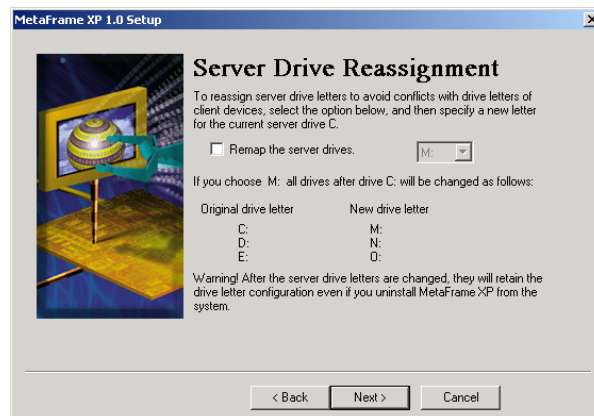 MetaFrame XP 1.0 Setup
Server Drive Reassignment
To reassign server drive letters to avoid conflicts with drive letters of
client devices, select the option below, and then specify a new letter
for the current server drive C.
Remap the server drives.
M:
If you choose M: all drives after drive C: will be changed as follows:
Original drive letter New drive letter
C: M:
D: N:
E: O:
Warning! After the server drive letters are changed, they will retain the
drive letter configuration even if you uninstall MetaFrame XP from the
system.
< Back Next > Cancel